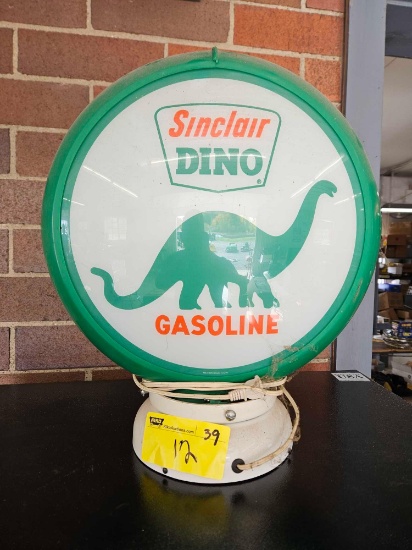 Sinclair
DINO
®
GASOLINE
39
12